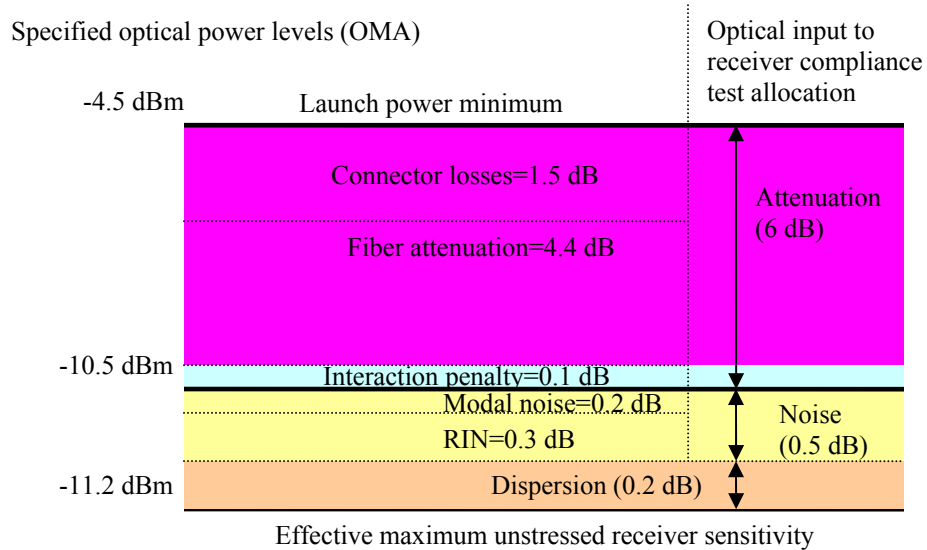 Specified optical power levels (OMA)
Optical input to
receiver compliance
test allocation
-4.5 dBm
Launch power minimum
Connector losses=1.5 dB
Attenuation
(6 dB)
Fiber attenuation=4.4 dB
-10.5 dBm
Interaction penalty=0.1 dB
Modal noise=0.2 dB
Noise
(0.5 dB)
RIN=0.3 dB
-11.2 dBm
Dispersion (0.2 dB)
Effective maximum unstressed receiver sensitivity